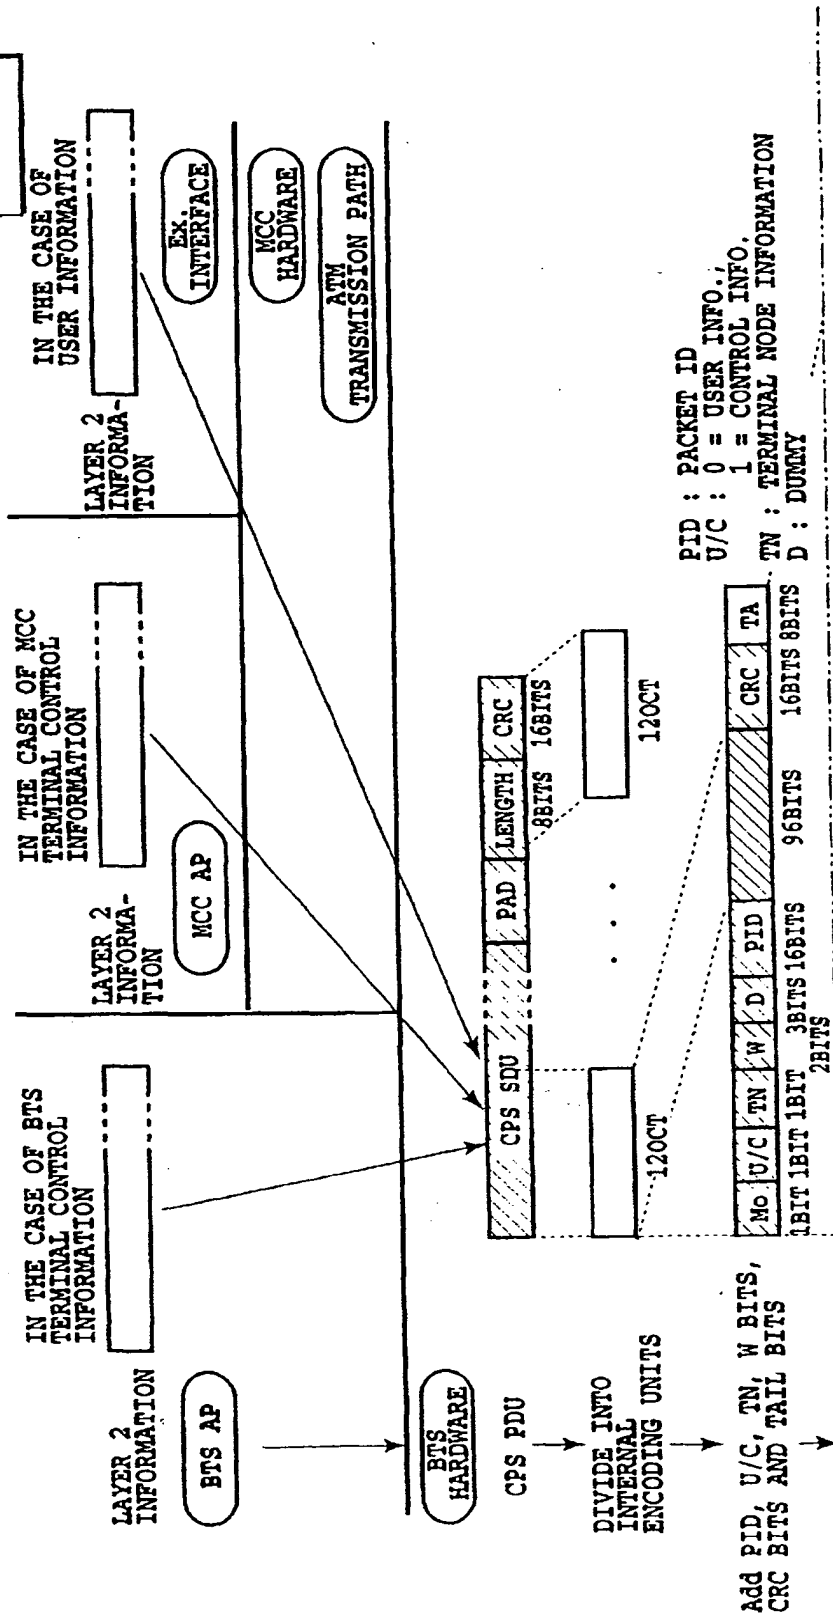 IN THE CASE OF BTS
TERMINAL CONTROL
INFORMATION
IN THE CASE OF MCC
TERMINAL CONTROL
INFORMATION
IN THE CASE OF
USER INFORMATION
LAYER 2
INFORMATION
LAYER 2
INFORMA-
TION
LAYER 2
INFORMA-
TION
BTS AP
MCC AP
EX.
INTERFACE
MCC
HARDWARE
ATM
TRANSMISSION PATH
BTS
HARDWARE
CPS PDU
CPS SDU
PAD
LENGTH
CRC
8BITS
16BITS
DIVIDE INTO
INTERNAL
ENCODING UNITS
12OCT
• • •
12OCT
PID : PACKET ID
U/C : 0 = USER INFO.,
1 = CONTROL INFO.
TN : TERMINAL NODE INFORMATION
D : DUMMY
Add PID, U/C, TN, W BITS,
CRC BITS AND TAIL BITS
Mo U/C TN W D PID CRC TA
1BIT 1BIT 1BIT 3BITS 16BITS 96BITS 16BITS 8BITS
2BITS